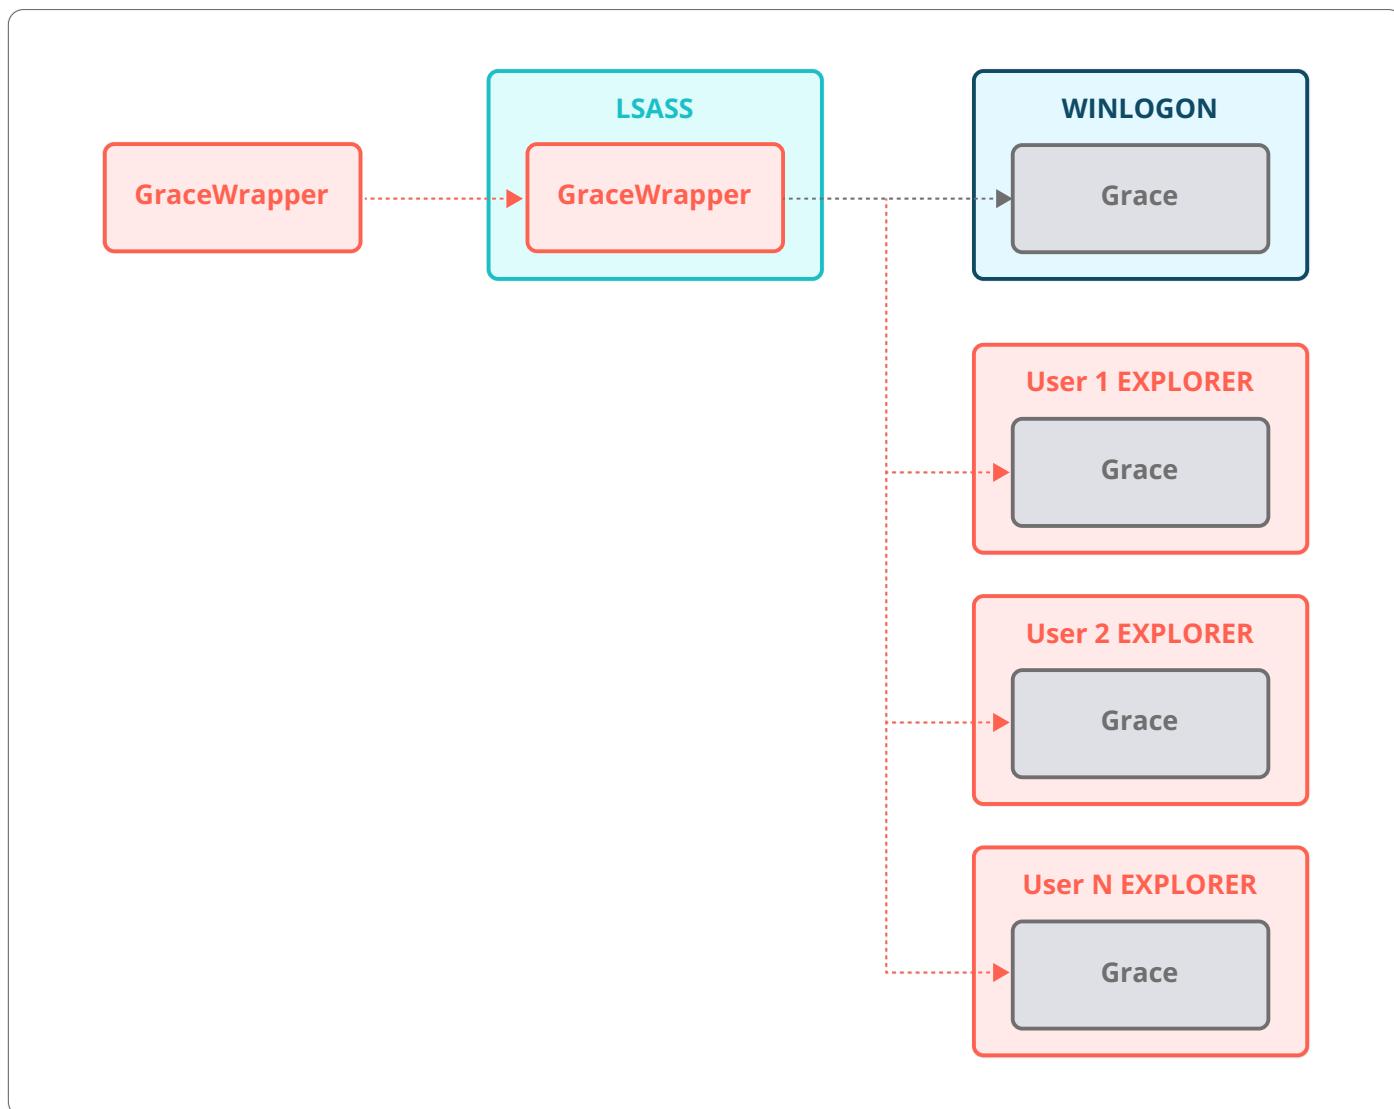 LSASS
WINLOGON
GraceWrapper
GraceWrapper
Grace
User 1 EXPLORER
Grace
User 2 EXPLORER
Grace
User N EXPLORER
Grace